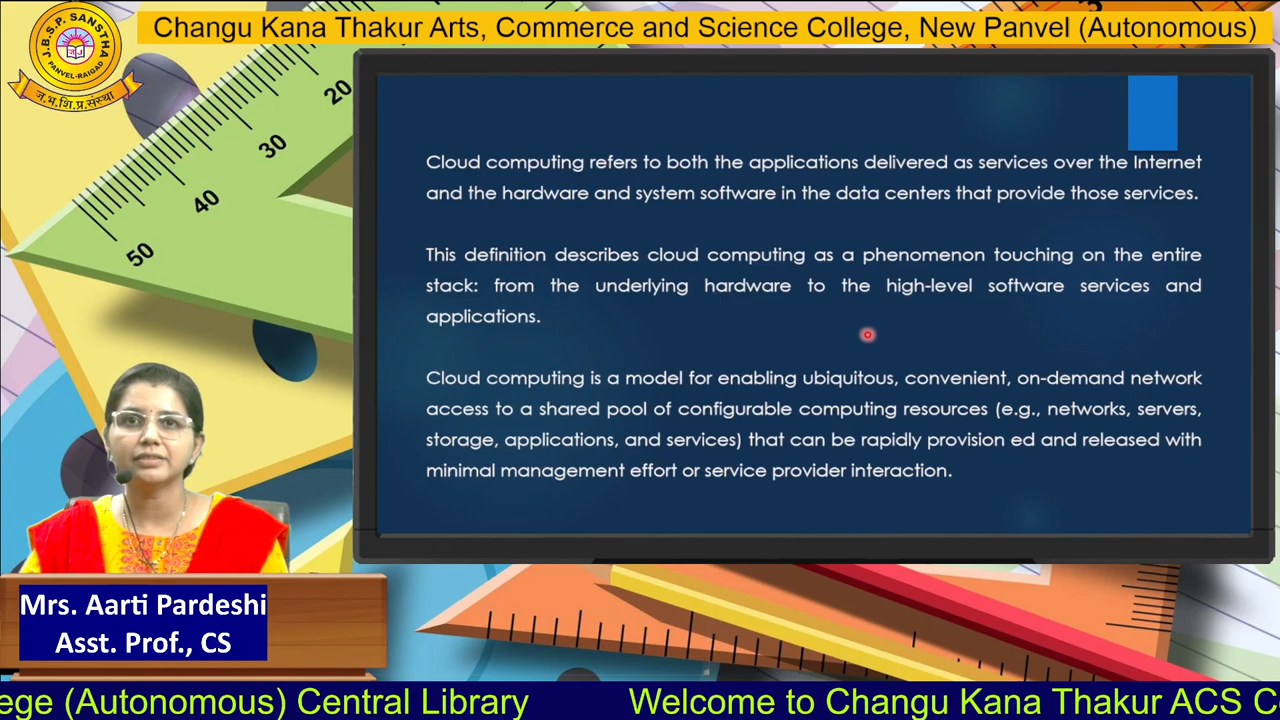 Changu Kana Thakur Arts, Commerce and Science College, New Panvel (Autonomous)
J.B.S.P. SANSTHA
PANVEL-RAIGAD
ज.भ.शि.प्र.संस्था
20
30
40
50
Cloud computing refers to both the applications delivered as services over the Internet
and the hardware and system software in the data centers that provide those services.
This definition describes cloud computing as a phenomenon touching on the entire
stack: from the underlying hardware to the high-level software services and
applications.
Cloud computing is a model for enabling ubiquitous, convenient, on-demand network
access to a shared pool of configurable computing resources (e.g., networks, servers,
storage, applications, and services) that can be rapidly provision ed and released with
minimal management effort or service provider interaction.
Mrs. Aarti Pardeshi
Asst. Prof., CS
ege (Autonomous) Central Library Welcome to Changu Kana Thakur ACS C